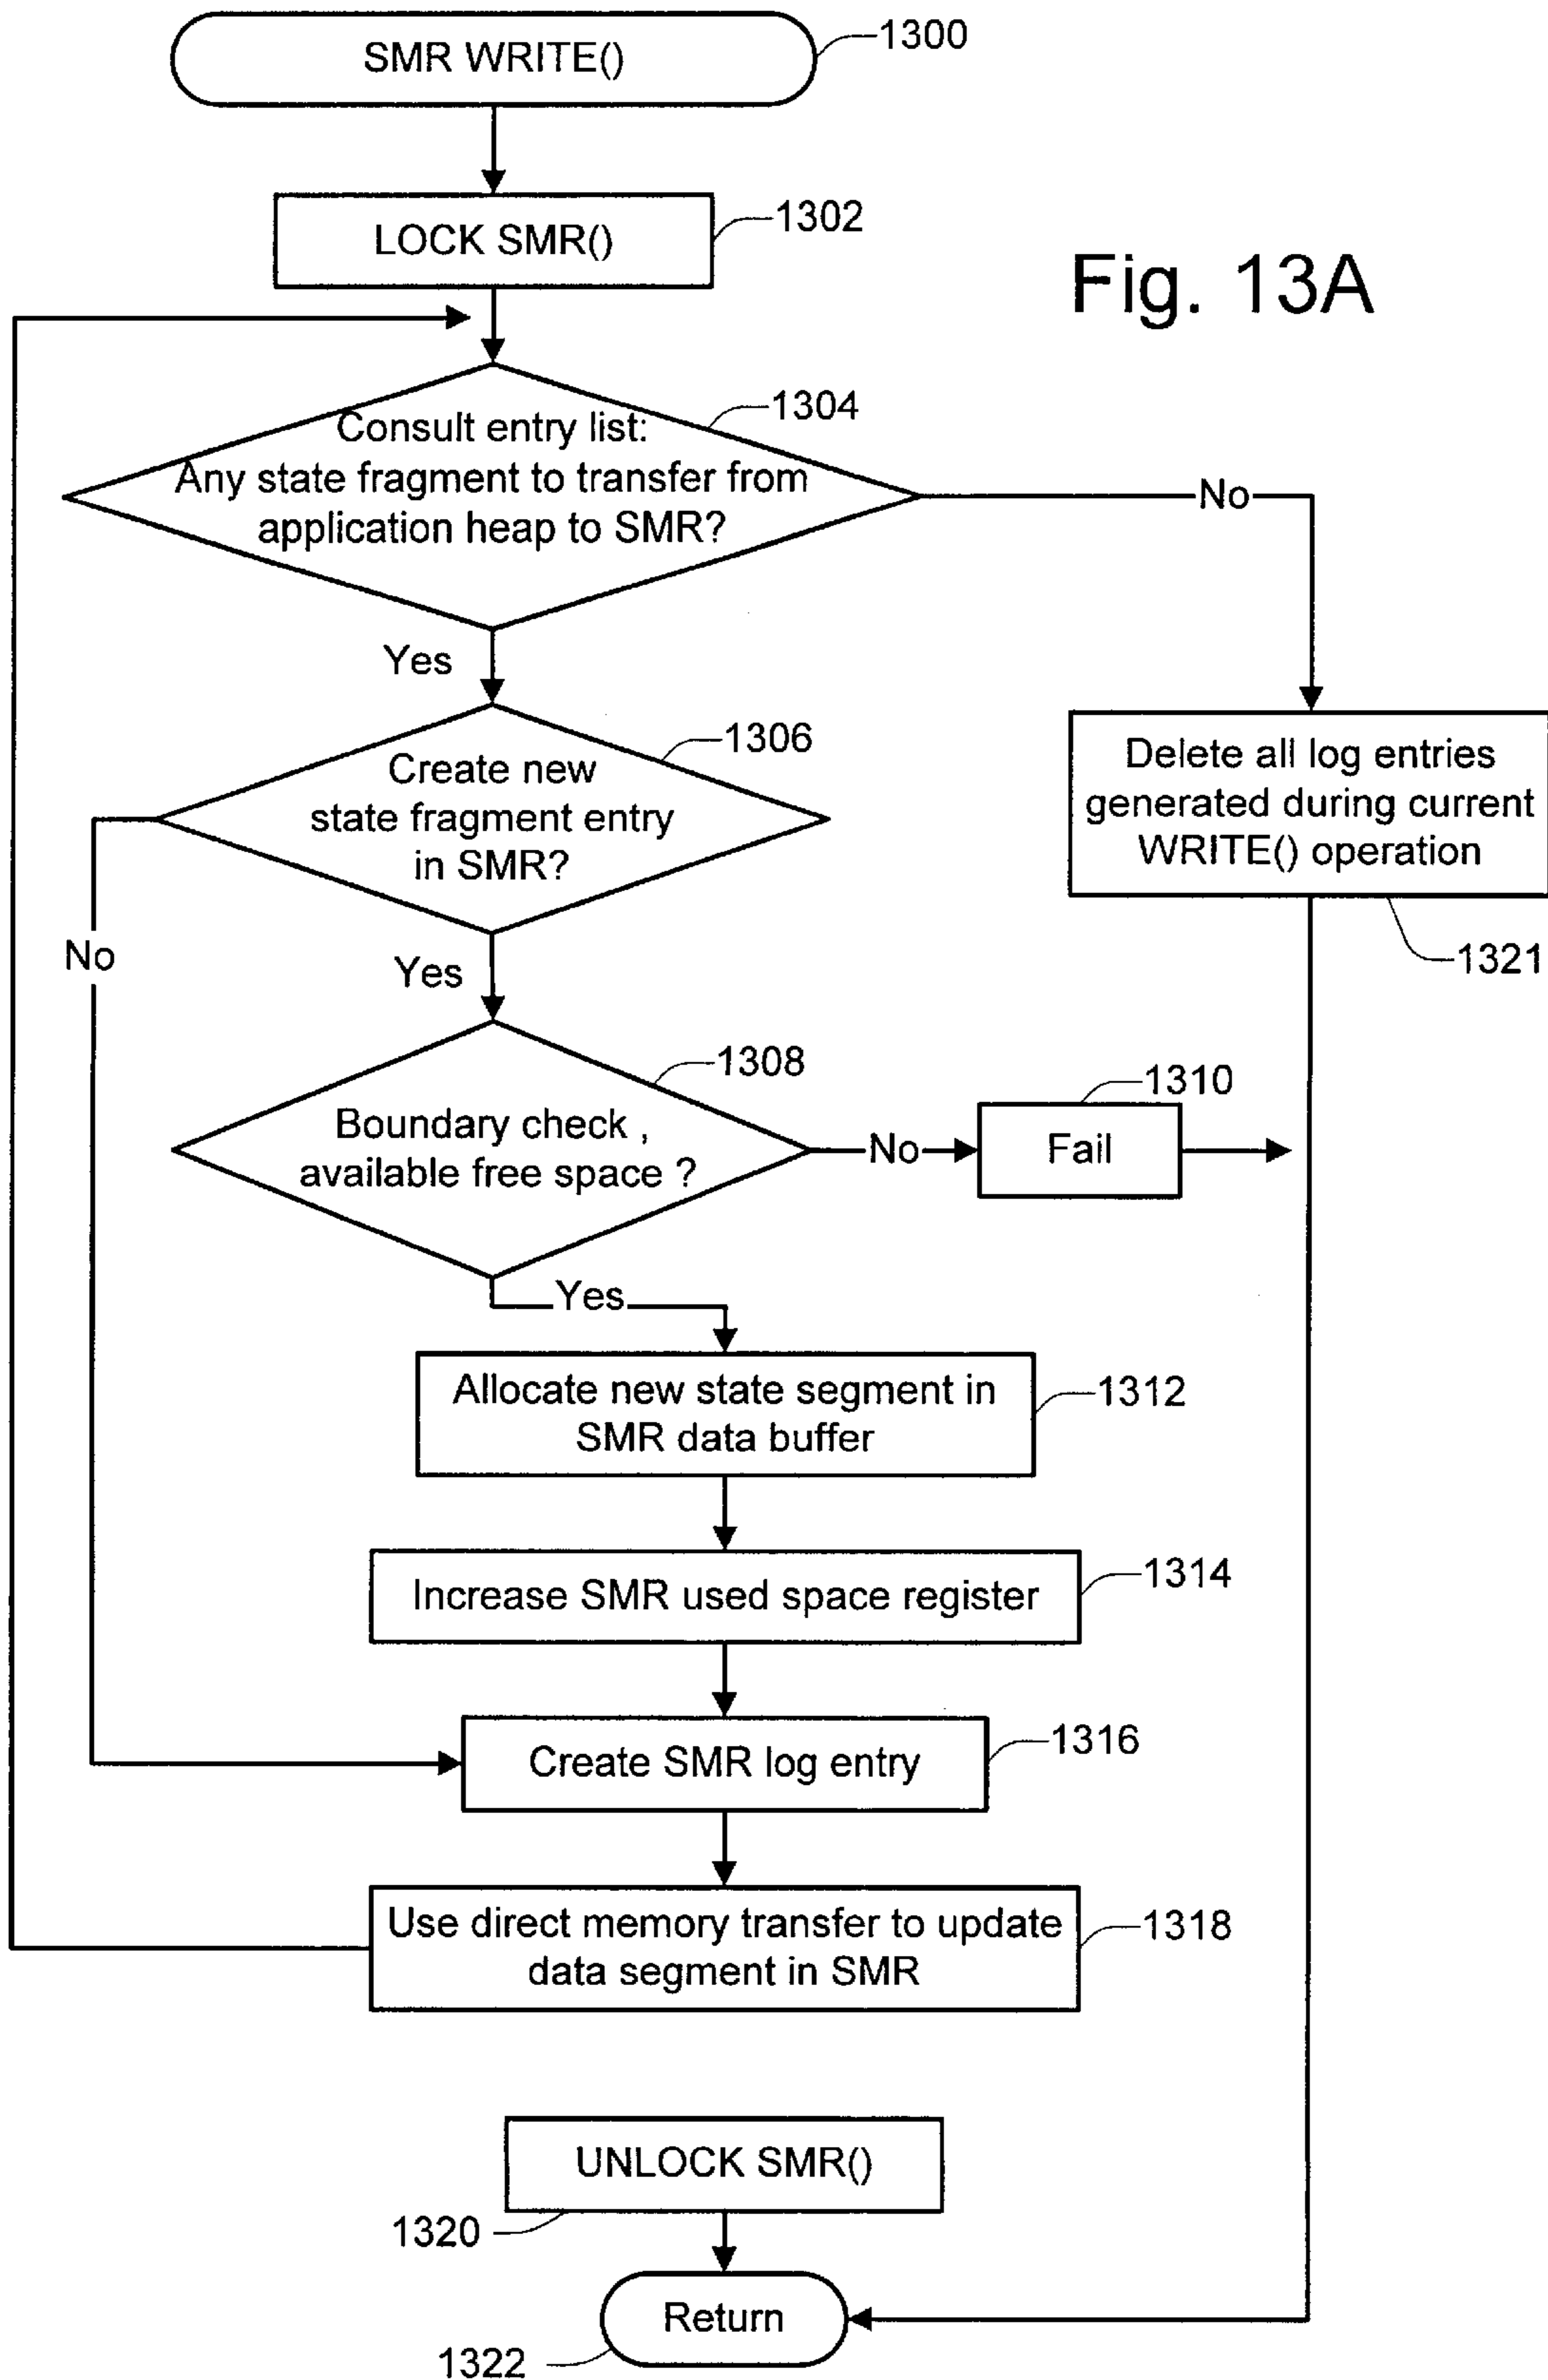 SMR WRITE()
1300
LOCK SMR()
1302
Fig. 13A
Consult entry list:
Any state fragment to transfer from
application heap to SMR?
1304
No
Yes
Create new
state fragment entry
in SMR?
1306
Delete all log entries
generated during current
WRITE() operation
1321
No
Yes
Boundary check ,
available free space ?
1308
No
Fail
1310
Yes
Allocate new state segment in
SMR data buffer
1312
Increase SMR used space register
1314
Create SMR log entry
1316
Use direct memory transfer to update
data segment in SMR
1318
UNLOCK SMR()
1320
Return
1322